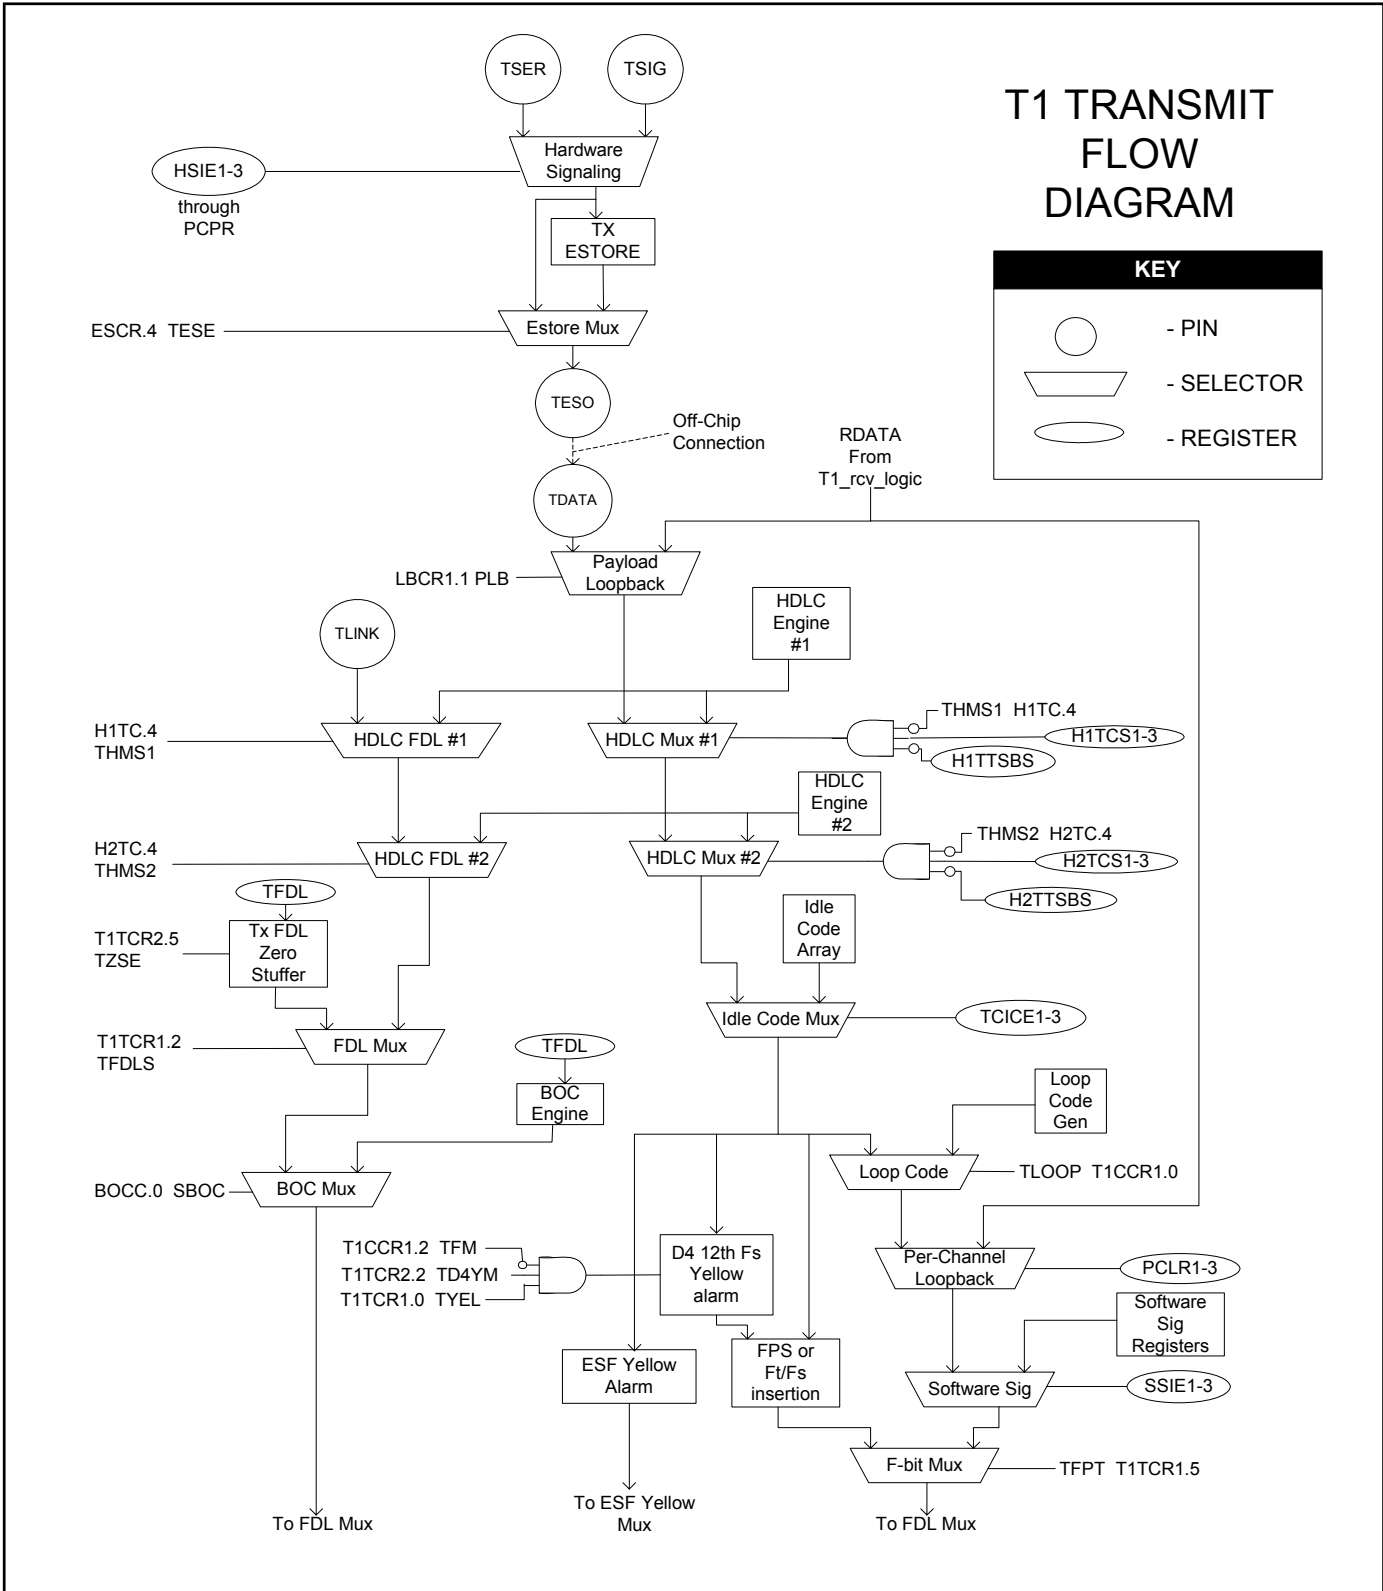 TSER
TSIG
T1 TRANSMIT
FLOW
DIAGRAM
Hardware
Signaling
HSIE1-3
through
PCPR
TX
ESTORE
KEY
- PIN
- SELECTOR
- REGISTER
ESCR.4 TESE
Estore Mux
TESO
Off-Chip
Connection
RDATA
From
T1_rcv_logic
TDATA
Payload
Loopback
LBCR1.1 PLB
HDLC
Engine
#1
TLINK
H1TC.4
THMS1
HDLC FDL #1
HDLC Mux #1
THMS1 H1TC.4
H1TCS1-3
H1TTSBS
HDLC
Engine
#2
H2TC.4
THMS2
HDLC FDL #2
HDLC Mux #2
THMS2 H2TC.4
H2TCS1-3
H2TTSBS
TFDL
Idle
Code
Array
T1TCR2.5
TZSE
Tx FDL
Zero
Stuffer
Idle Code Mux
TCICE1-3
T1TCR1.2
TFDLS
FDL Mux
TFDL
BOC
Engine
Loop
Code
Gen
Loop Code
TLOOP T1CCR1.0
BOCC.0 SBOC
BOC Mux
T1CCR1.2 TFM
T1TCR2.2 TD4YM
T1TCR1.0 TYEL
D4 12th Fs
Yellow
alarm
Per-Channel
Loopback
PCLR1-3
Software
Sig
Registers
ESF Yellow
Alarm
FPS or
Ft/Fs
insertion
Software Sig
SSIE1-3
F-bit Mux
TFPT T1TCR1.5
To FDL Mux
To ESF Yellow
Mux
To FDL Mux